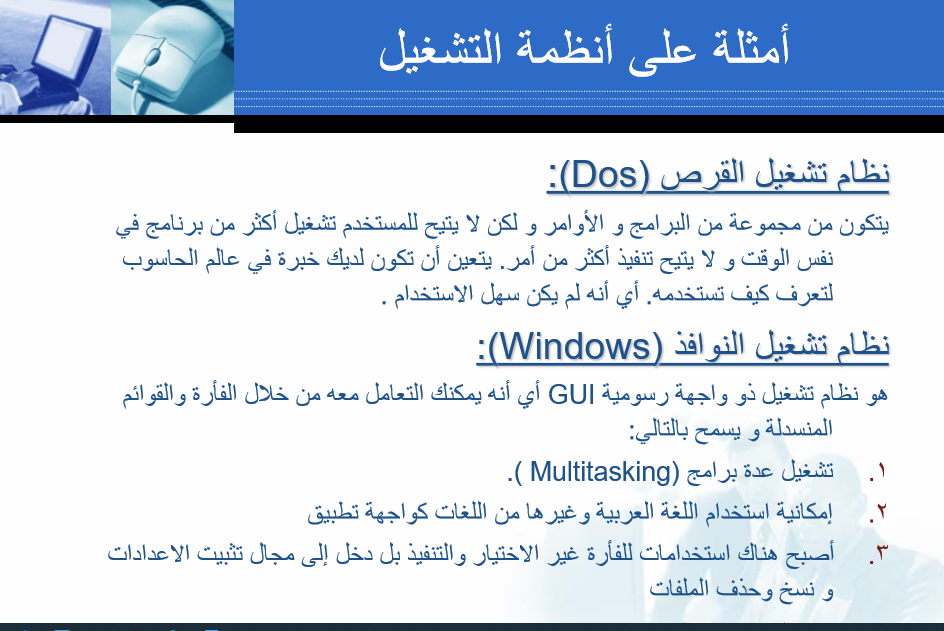 أمثلة على أنظمة التشغيل
نظام تشغيل القرص (Dos):
يتكون من مجموعة من البرامج و الأوامر و لكن لا يتيح للمستخدم تشغيل أكثر من برنامج في
نفس الوقت و لا يتيح تنفيذ أكثر من أمر. يتعين أن تكون لديك خبرة في عالم الحاسوب
لتعرف كيف تستخدمه. أي أنه لم يكن سهل الاستخدام .
نظام تشغيل النوافذ (Windows):
هو نظام تشغيل ذو واجهة رسومية GUI أي أنه يمكنك التعامل معه من خلال الفأرة والقوائم
المنسدلة و يسمح بالتالي:
١. تشغيل عدة برامج (Multitasking ).
٢. إمكانية استخدام اللغة العربية وغيرها من اللغات كواجهة تطبيق
٣. أصبح هناك استخدامات للفأرة غير الاختيار والتنفيذ بل دخل إلى مجال تثبيت الاعدادات
و نسخ وحذف الملفات